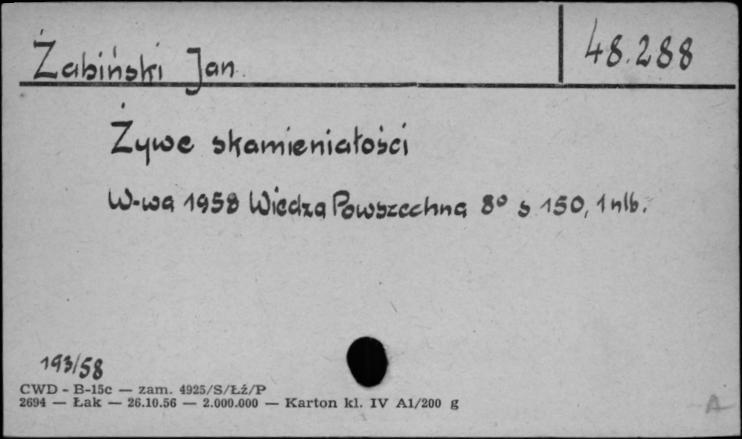 Żabiński Jan
48.288
Żywe skamieniałości
W-wa 1958 Wiedza Powszechna 8° s 150, 1 nlb.
193/58
CWD - B-15c — zam. 4925/S/Łź/P
2694 — Łak — 26.10.56 — 2.000.000 — Karton kl. IV A1/200 g
A